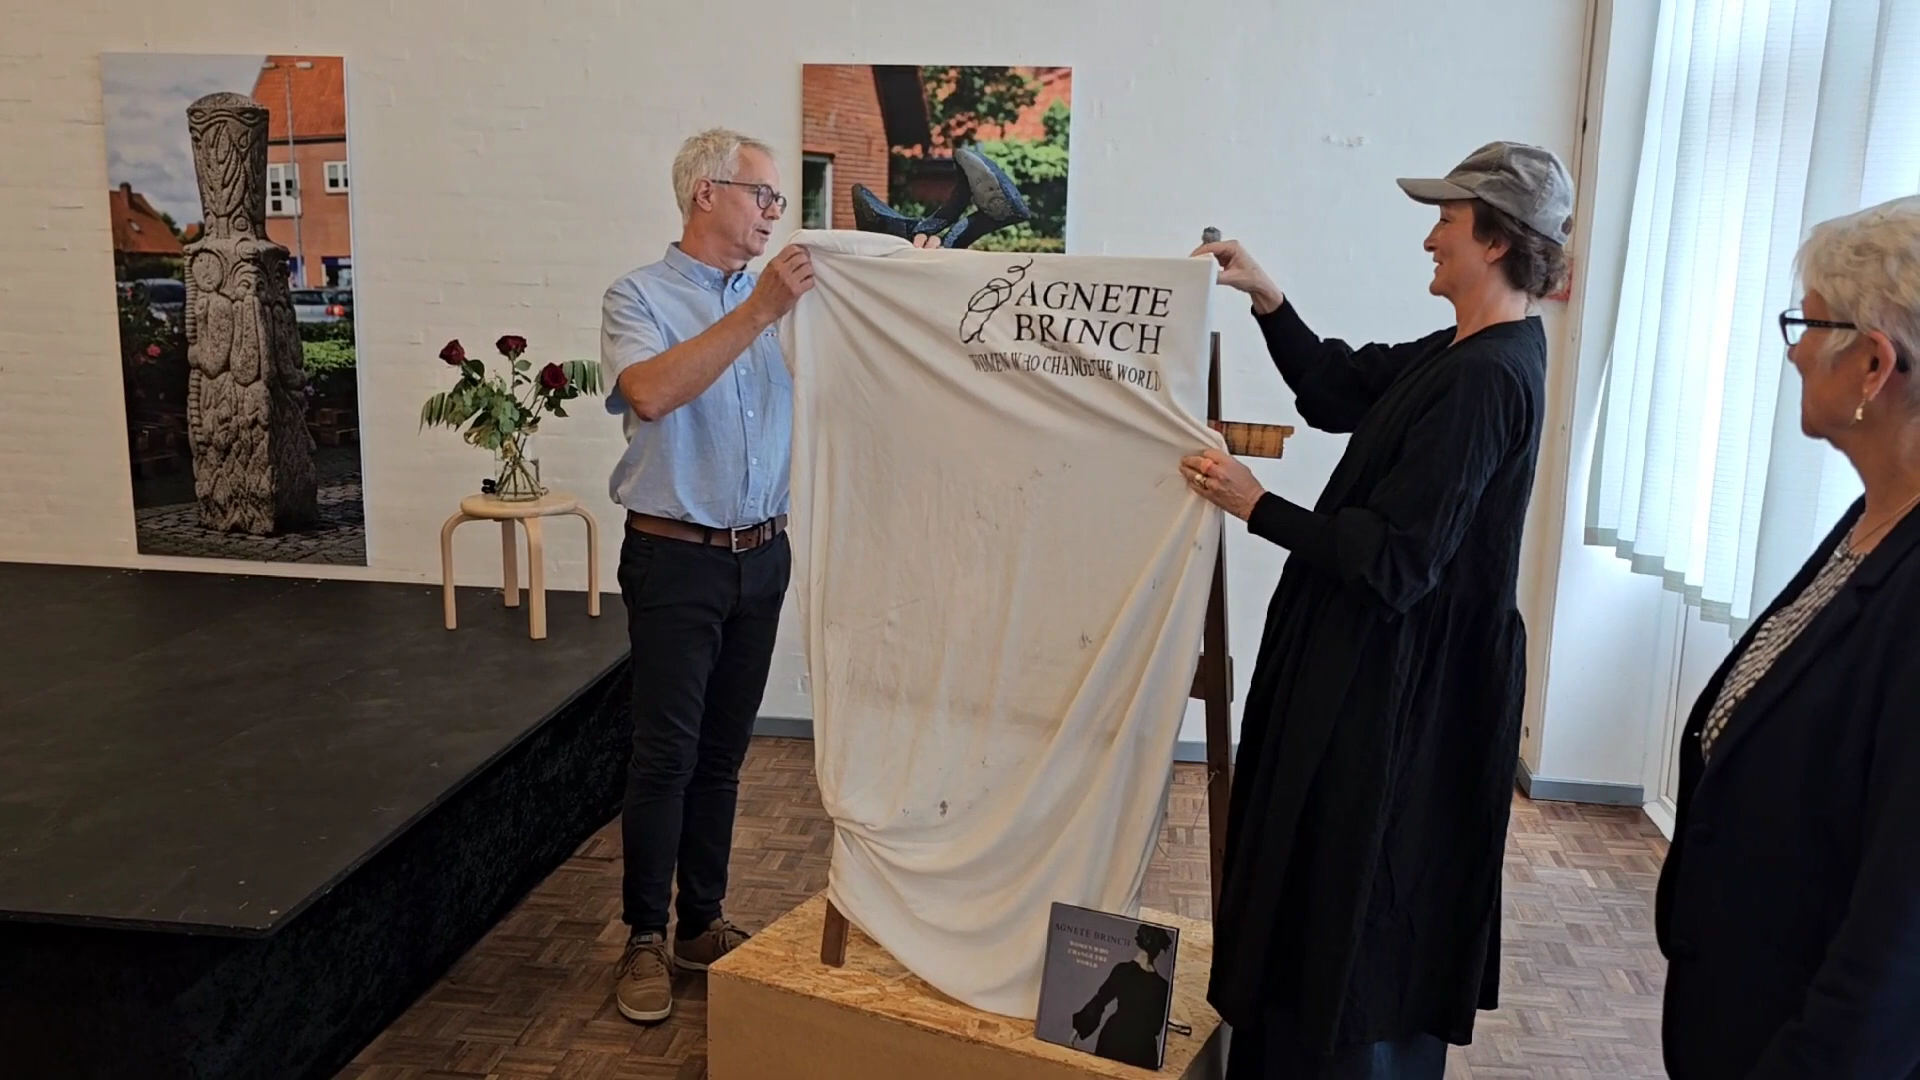 AGNETE
BRINCH
WOMEN WHO CHANGE THE WORLD
AGNETE BRINCH
WOMEN WHO
CHANGE THE
WORLD